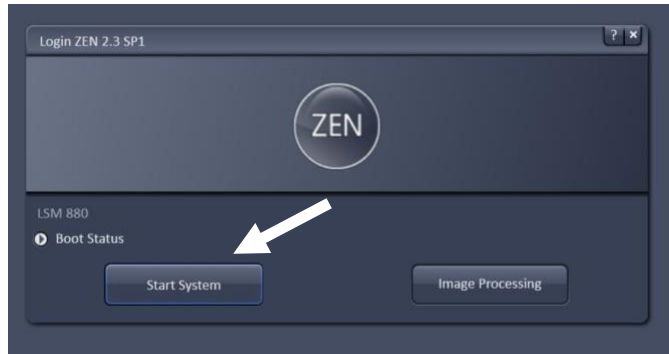 Login ZEN 2.3 SP1
? ×
ZEN
LSM 880
Boot Status
Start System
Image Processing